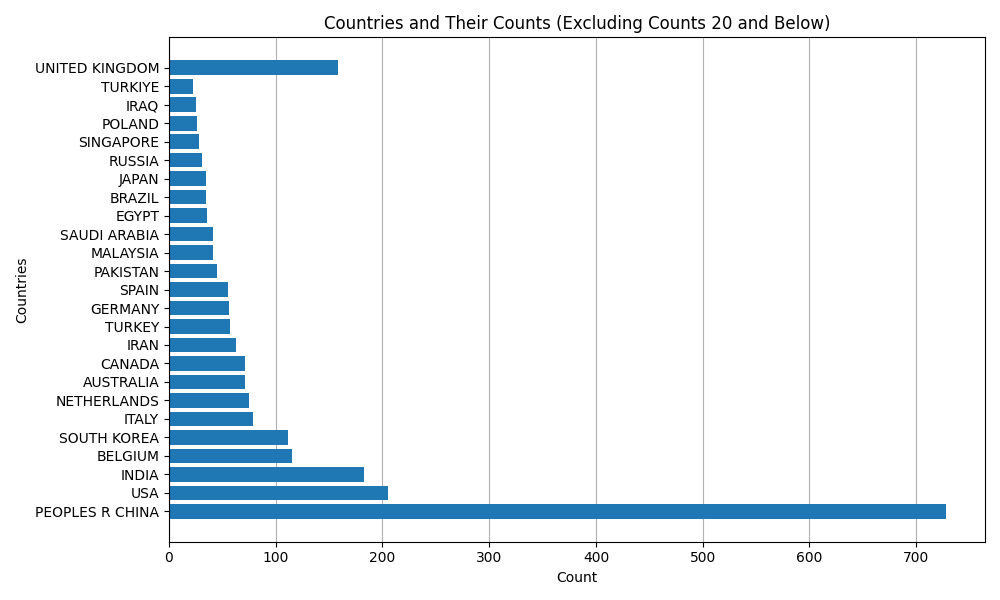 Countries and Their Counts (Excluding Counts 20 and Below)
UNITED KINGDOM
TURKIYE
IRAQ
POLAND
SINGAPORE
RUSSIA
JAPAN
BRAZIL
EGYPT
SAUDI ARABIA
MALAYSIA
PAKISTAN
SPAIN
GERMANY
TURKEY
IRAN
CANADA
AUSTRALIA
NETHERLANDS
ITALY
SOUTH KOREA
BELGIUM
INDIA
USA
PEOPLES R CHINA
Countries
0 100 200 300 400 500 600 700
Count